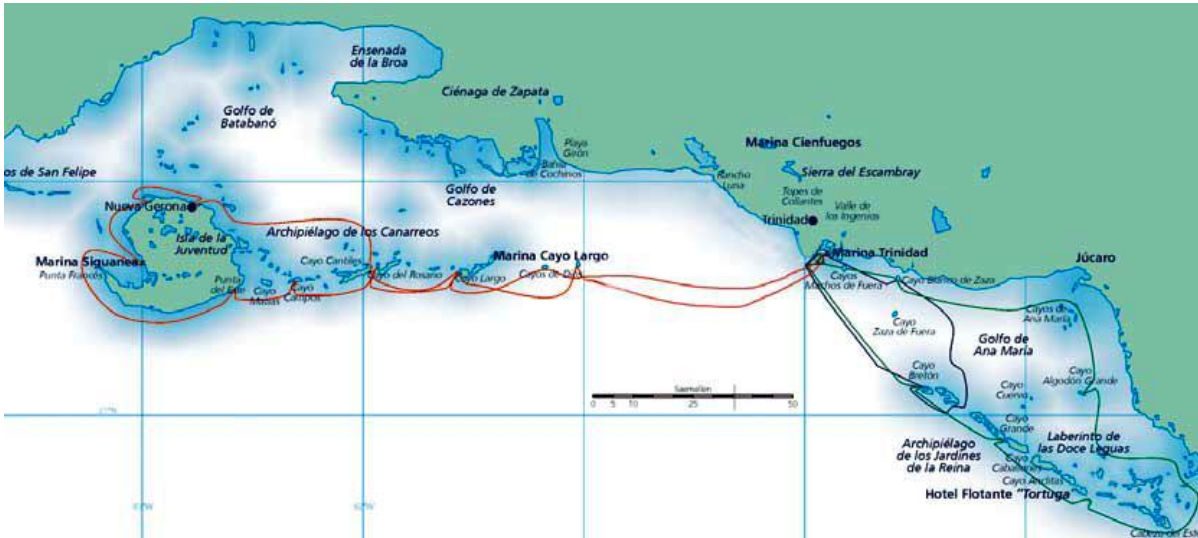 Ensenada
de la Broa
Ciénaga de Zapata
Golfo de
Batabanó
Playa
Girón
Marina Cienfuegos
Bahía
de Cochinos
os de San Felipe
Golfo de
Cazones
Rancho
Luna
Sierra del Escambray
Topes de
Collantes
Valle de
los Ingenios
Nueva Gerona
Trinidad
Isla de la
Juventud
Archipiélago de los Canarreos
Marina Siguanea
Punta Francés
Cayo Cantiles
Marina Cayo Largo
Marina Trinidad
Júcaro
Punta
del Este
Cayo
Matías
Cayo
Campos
Cayo del Rosario
Cayo Largo
Cayos de
Cayos
Machos de Fuera
Cayo Blanco de Zaza
Cayo
Zaza de Fuera
Cayos de
Ana María
Golfo de
Ana María
Cayo
Bretón
Cayo
Algodón Grande
Cayo
Cuervo
Seemeilen
0 5 10 25 50
Cayo
Grande
Archipiélago
de los Jardines
de la Reina
Laberinto de
las Doce Leguas
Cayo
Caballones
Cayo Anclitas
Hotel Flotante "Tortuga"
Cabeza del Este